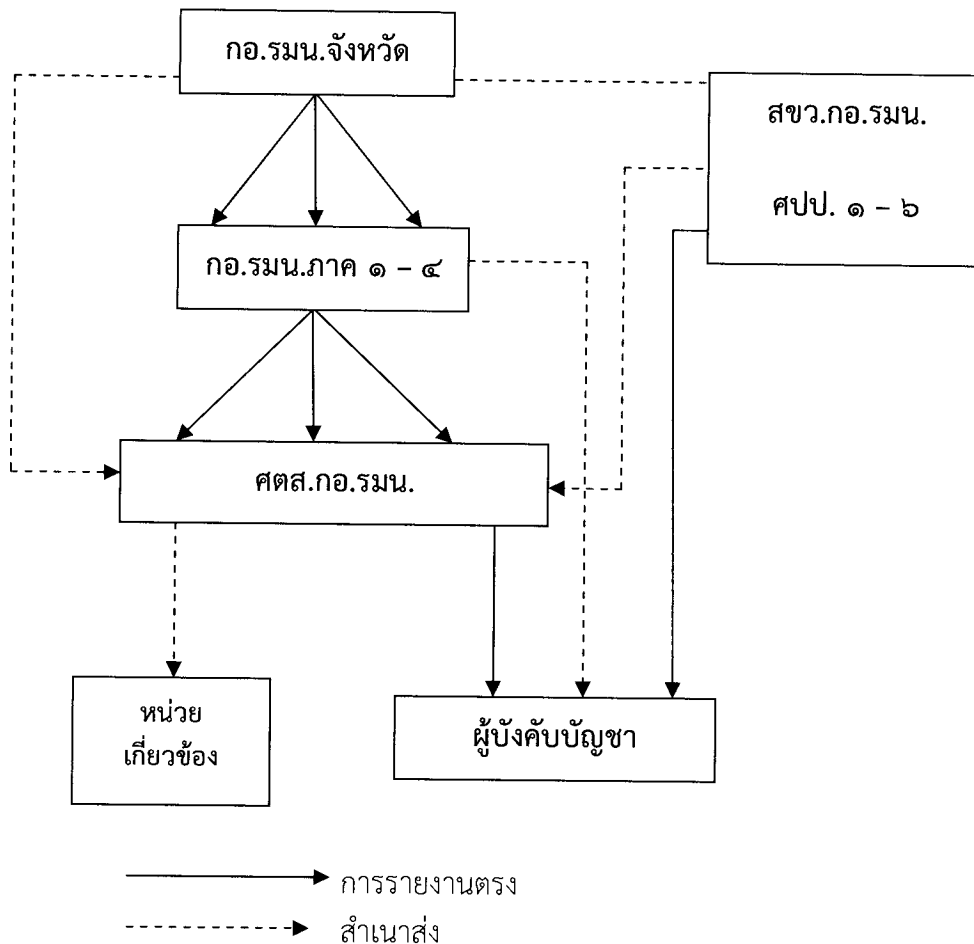 กอ.รมน.จังหวัด
สขว.กอ.รมน.
ศปป. ๑ – ๖
กอ.รมน.ภาค ๑ – ๔
ศตส.กอ.รมน.
หน่วย
เกี่ยวข้อง
ผู้บังคับบัญชา
การรายงานตรง
สำเนาส่ง